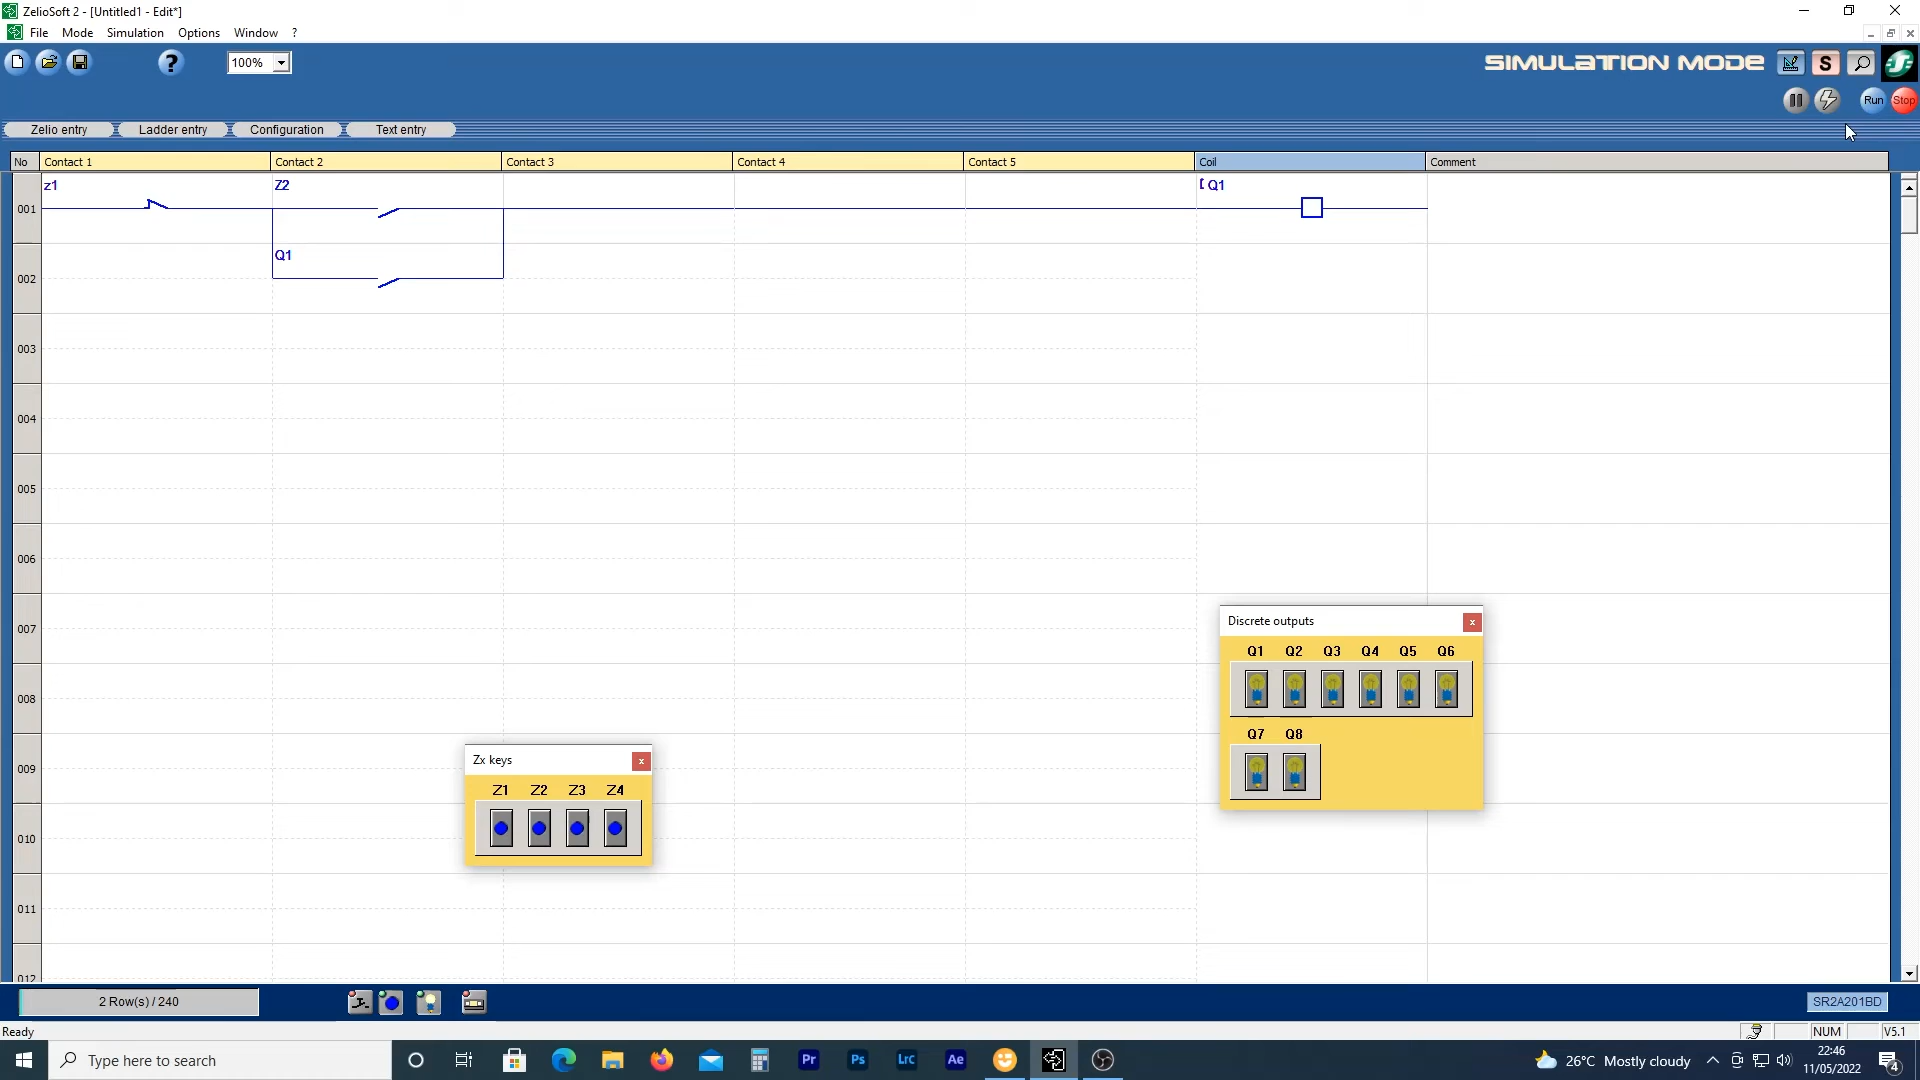 ZelioSoft 2 - [Untitled1 - Edit*]
File Mode Simulation Options Window ?
? 100% SIMULATION MODE S
Run Stop
Zelio entry Ladder entry Configuration Text entry
No Contact 1 Contact 2 Contact 3 Contact 4 Contact 5 Coil Comment
z1 Z2 [ Q1
001
Q1
002
003
004
005
006
007
008
009
010
011
012
Discrete outputs x
Q1 Q2 Q3 Q4 Q5 Q6
Q7 Q8
Zx keys x
Z1 Z2 Z3 Z4
2 Row(s) / 240 SR2A201BD
Ready NUM V5.1
Type here to search Pr Ps Lrc Ae 26°C Mostly cloudy 22:46
11/05/2022 4